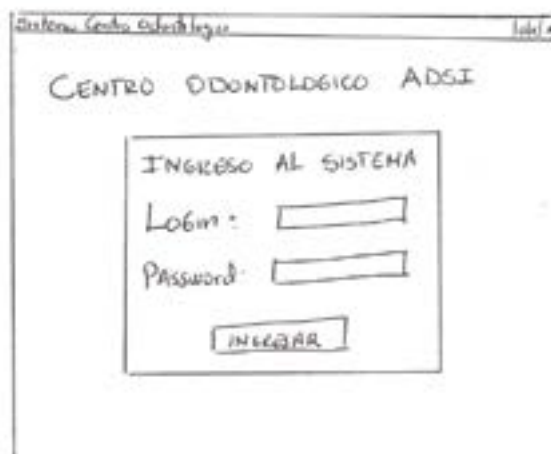 Sistema Centro Odontologico
CENTRO ODONTOLOGICO ADSI
INGRESO AL SISTEMA
LOGin:
PASSword:
INGRESAR